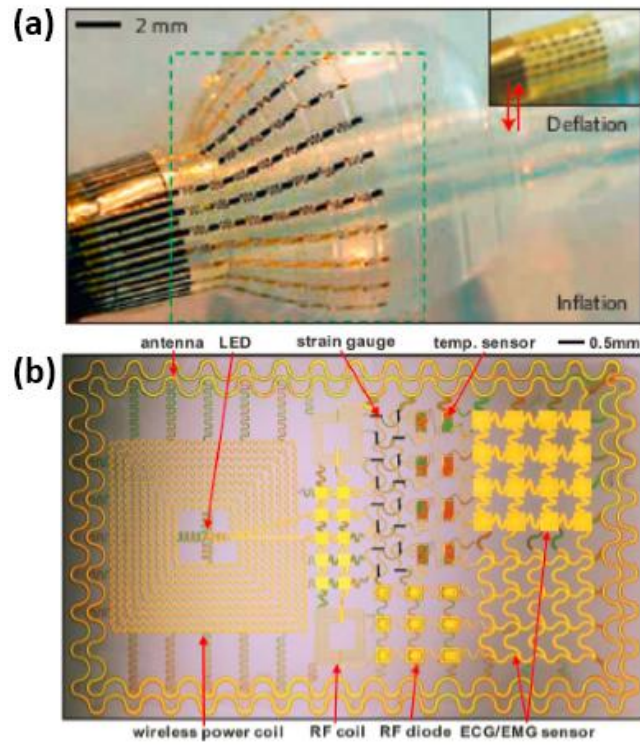 (a)
2 mm
Deflation
Inflation
(b)
antenna LED strain gauge temp. sensor 0.5mm
wireless power coil RF coil RF diode ECG/EMG sensor